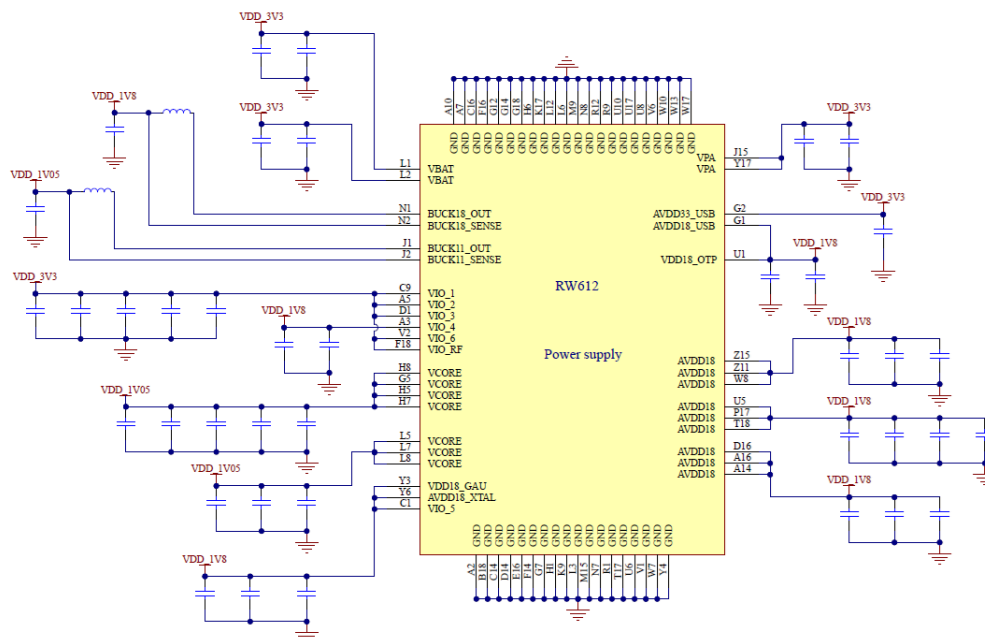 VDD_3V3
VDD_1V8
VDD_3V3
VDD_1V05
VDD_3V3
VDD_1V8
VDD_1V05
VDD_1V05
VDD_1V8
A10 A7 C16 F16 G12 G14 G18 H6 K17 L12 L6 M9 N8 R12 R9 U10 U17 U8 V6 W10 W13 W17
GND GND GND GND GND GND GND GND GND GND GND GND GND GND GND GND GND GND GND GND GND GND
L1 VBAT
L2 VBAT
N1 BUCK18_OUT
N2 BUCK18_SENSE
J1 BUCK11_OUT
J2 BUCK11_SENSE
C9 VIO_1
A5 VIO_2
D1 VIO_3
A3 VIO_4
V2 VIO_6
F18 VIO_RF
H8 VCORE
G5 VCORE
H5 VCORE
H7 VCORE
L5 VCORE
L7 VCORE
L8 VCORE
Y3 VDD18_GAU
Y6 AVDD18_XTAL
C1 VIO_5
RW612
Power supply
VPA J15
VPA Y17
AVDD33_USB G2
AVDD18_USB G1
VDD18_OTP U1
AVDD18 Z15
AVDD18 Z11
AVDD18 W8
AVDD18 U5
AVDD18 P17
AVDD18 T18
AVDD18 D16
AVDD18 A16
AVDD18 A14
VDD_3V3
VDD_3V3
VDD_1V8
VDD_1V8
VDD_1V8
VDD_1V8
GND GND GND GND GND GND GND GND GND GND GND GND GND GND GND GND GND GND
A2 B18 C14 D14 E16 F14 G7 H1 K9 L3 M15 N7 R1 T17 U6 V1 W7 Y4